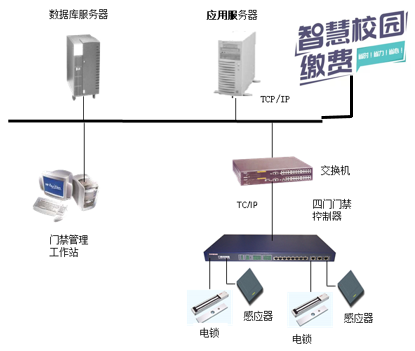 数据库服务器
应用服务器
智慧校园
缴费
TCP/IP
交换机
TC/IP
四门门禁
控制器
门禁管理
工作站
电锁
感应器
电锁
感应器